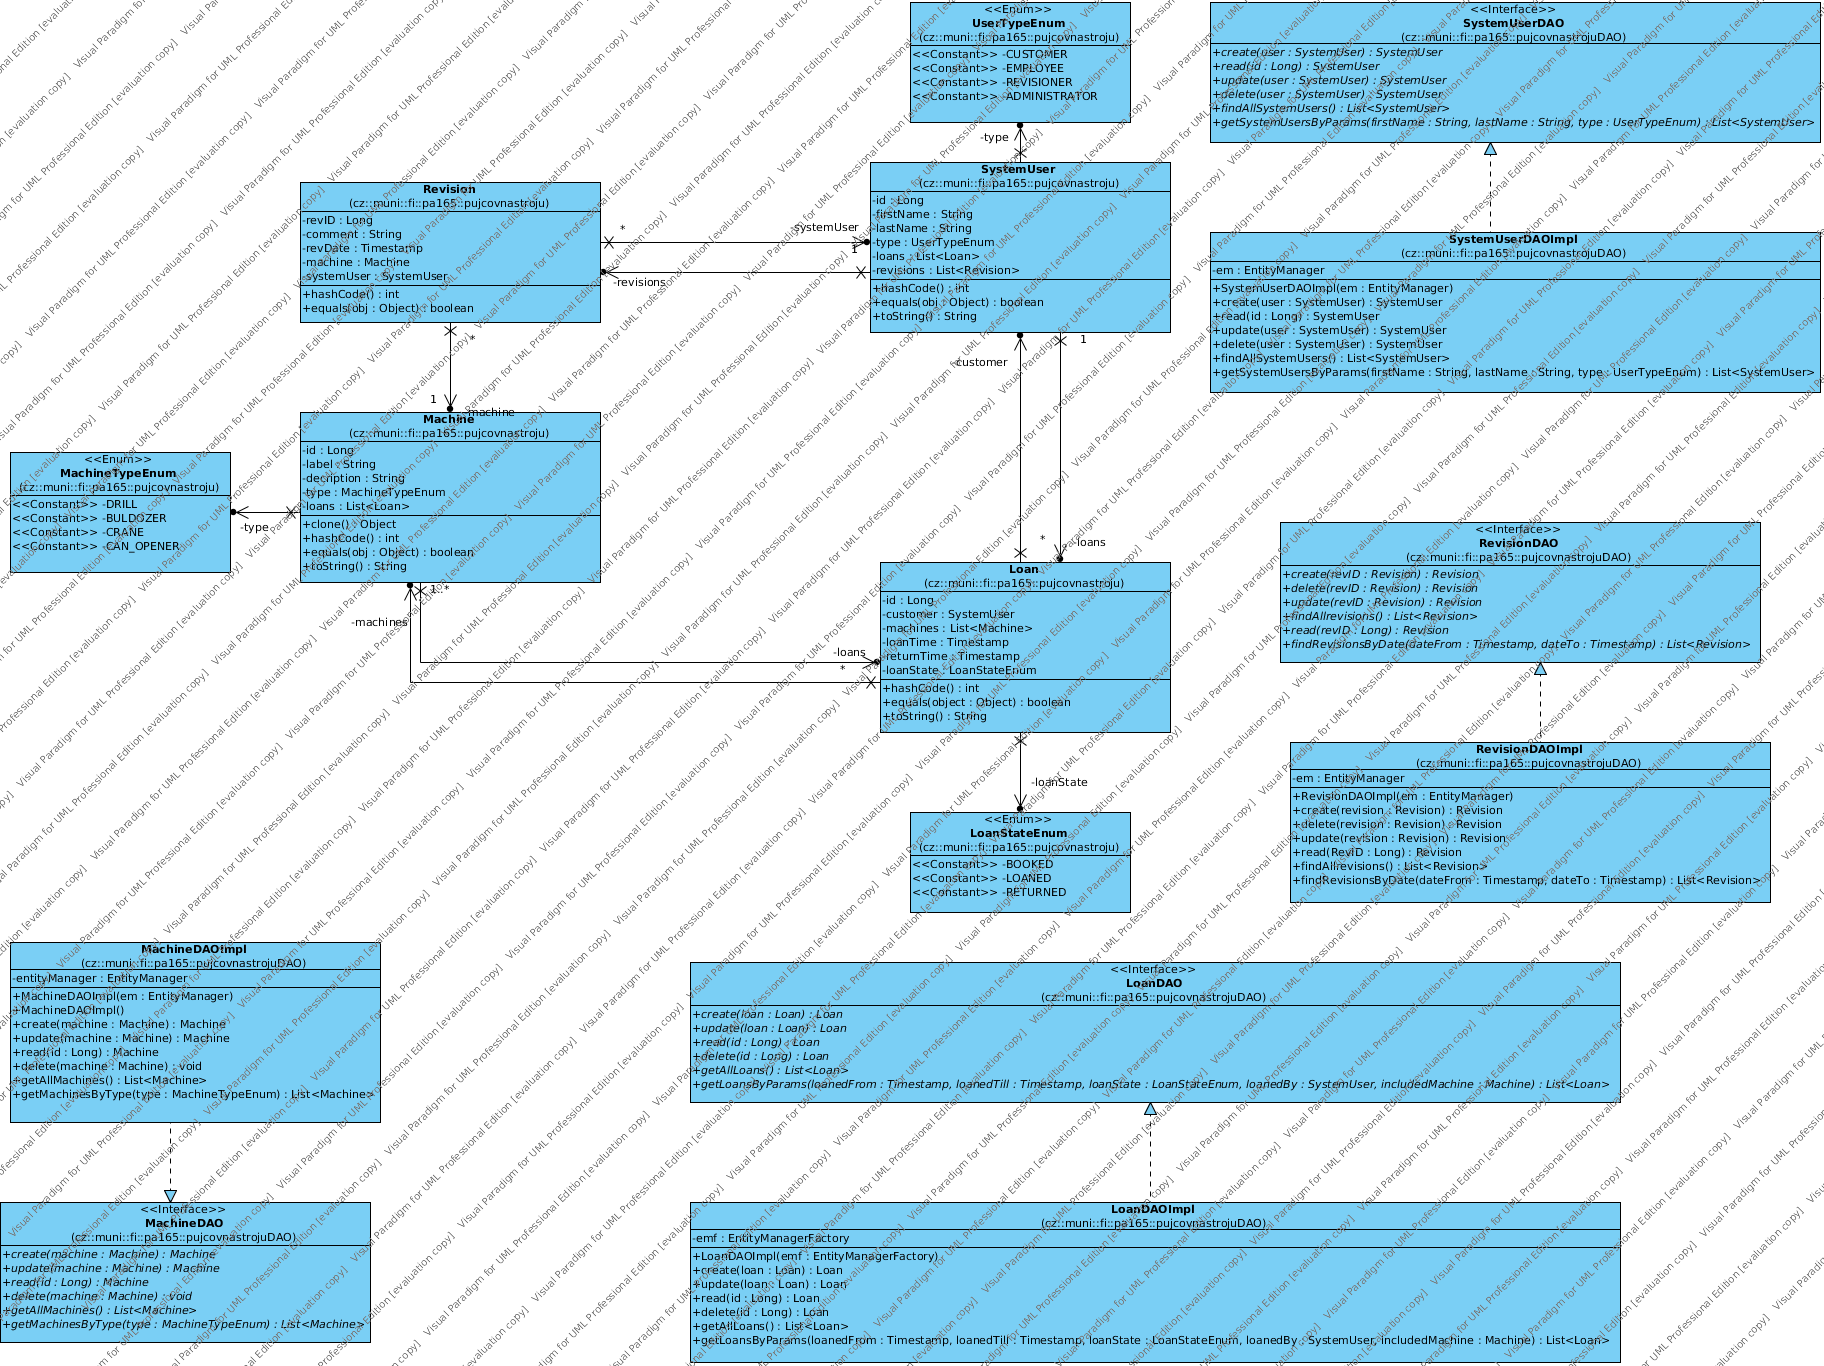 <<Enum>>
UserTypeEnum
(cz::muni::fi::pa165::pujcovnastroju)
<<Constant>> -CUSTOMER
<<Constant>> -EMPLOYEE
<<Constant>> -REVISIONER
<<Constant>> -ADMINISTRATOR
<<Interface>>
SystemUserDAO
(cz::muni::fi::pa165::pujcovnastrojuDAO)
+create(user : SystemUser) : SystemUser
+read(id : Long) : SystemUser
+update(user : SystemUser) : SystemUser
+delete(user : SystemUser) : SystemUser
+findAllSystemUsers() : List<SystemUser>
+getSystemUsersByParams(firstName : String, lastName : String, type : UserTypeEnum) : List<SystemUser>
-type
Revision
(cz::muni::fi::pa165::pujcovnastroju)
-revID : Long
-comment : String
-revDate : Timestamp
-machine : Machine
-systemUser : SystemUser
+hashCode() : int
+equals(obj : Object) : boolean
*
-systemUser
1
-revisions
SystemUser
(cz::muni::fi::pa165::pujcovnastroju)
-id : Long
-firstName : String
-lastName : String
-type : UserTypeEnum
-loans : List<Loan>
-revisions : List<Revision>
+hashCode() : int
+equals(obj : Object) : boolean
+toString() : String
SystemUserDAOImpl
(cz::muni::fi::pa165::pujcovnastrojuDAO)
-em : EntityManager
+SystemUserDAOImpl(em : EntityManager)
+create(user : SystemUser) : SystemUser
+read(id : Long) : SystemUser
+update(user : SystemUser) : SystemUser
+delete(user : SystemUser) : SystemUser
+findAllSystemUsers() : List<SystemUser>
+getSystemUsersByParams(firstName : String, lastName : String, type : UserTypeEnum) : List<SystemUser>
*
1
-machine
-customer
1
Machine
(cz::muni::fi::pa165::pujcovnastroju)
-id : Long
-label : String
-decription : String
-type : MachineTypeEnum
-loans : List<Loan>
+clone() : Object
+hashCode() : int
+equals(obj : Object) : boolean
+toString() : String
<<Enum>>
MachineTypeEnum
(cz::muni::fi::pa165::pujcovnastroju)
<<Constant>> -DRILL
<<Constant>> -BULDOZER
<<Constant>> -CRANE
<<Constant>> -CAN_OPENER
-type
1..*
-machines
-loans
*
*
-loans
Loan
(cz::muni::fi::pa165::pujcovnastroju)
-id : Long
-customer : SystemUser
-machines : List<Machine>
-loanTime : Timestamp
-returnTime : Timestamp
-loanState : LoanStateEnum
+hashCode() : int
+equals(object : Object) : boolean
+toString() : String
<<Interface>>
RevisionDAO
(cz::muni::fi::pa165::pujcovnastrojuDAO)
+create(revID : Revision) : Revision
+delete(revID : Revision) : Revision
+update(revID : Revision) : Revision
+findAllrevisions() : List<Revision>
+read(revID : Long) : Revision
+findRevisionsByDate(dateFrom : Timestamp, dateTo : Timestamp) : List<Revision>
-loanState
<<Enum>>
LoanStateEnum
(cz::muni::fi::pa165::pujcovnastroju)
<<Constant>> -BOOKED
<<Constant>> -LOANED
<<Constant>> -RETURNED
RevisionDAOImpl
(cz::muni::fi::pa165::pujcovnastrojuDAO)
-em : EntityManager
+RevisionDAOImpl(em : EntityManager)
+create(revision : Revision) : Revision
+delete(revision : Revision) : Revision
+update(revision : Revision) : Revision
+read(RevID : Long) : Revision
+findAllrevisions() : List<Revision>
+findRevisionsByDate(dateFrom : Timestamp, dateTo : Timestamp) : List<Revision>
MachineDAOImpl
(cz::muni::fi::pa165::pujcovnastrojuDAO)
-entityManager : EntityManager
+MachineDAOImpl(em : EntityManager)
+MachineDAOImpl()
+create(machine : Machine) : Machine
+update(machine : Machine) : Machine
+read(id : Long) : Machine
+delete(machine : Machine) : void
+getAllMachines() : List<Machine>
+getMachinesByType(type : MachineTypeEnum) : List<Machine>
<<Interface>>
LoanDAO
(cz::muni::fi::pa165::pujcovnastrojuDAO)
+create(loan : Loan) : Loan
+update(loan : Loan) : Loan
+read(id : Long) : Loan
+delete(id : Long) : Loan
+getAllLoans() : List<Loan>
+getLoansByParams(loanedFrom : Timestamp, loanedTill : Timestamp, loanState : LoanStateEnum, loanedBy : SystemUser, includedMachine : Machine) : List<Loan>
<<Interface>>
MachineDAO
(cz::muni::fi::pa165::pujcovnastrojuDAO)
+create(machine : Machine) : Machine
+update(machine : Machine) : Machine
+read(id : Long) : Machine
+delete(machine : Machine) : void
+getAllMachines() : List<Machine>
+getMachinesByType(type : MachineTypeEnum) : List<Machine>
LoanDAOImpl
(cz::muni::fi::pa165::pujcovnastrojuDAO)
-emf : EntityManagerFactory
+LoanDAOImpl(emf : EntityManagerFactory)
+create(loan : Loan) : Loan
+update(loan : Loan) : Loan
+read(id : Long) : Loan
+delete(id : Long) : Loan
+getAllLoans() : List<Loan>
+getLoansByParams(loanedFrom : Timestamp, loanedTill : Timestamp, loanState : LoanStateEnum, loanedBy : SystemUser, includedMachine : Machine) : List<Loan>
Visual Paradigm for UML Professional Edition [evaluation copy]